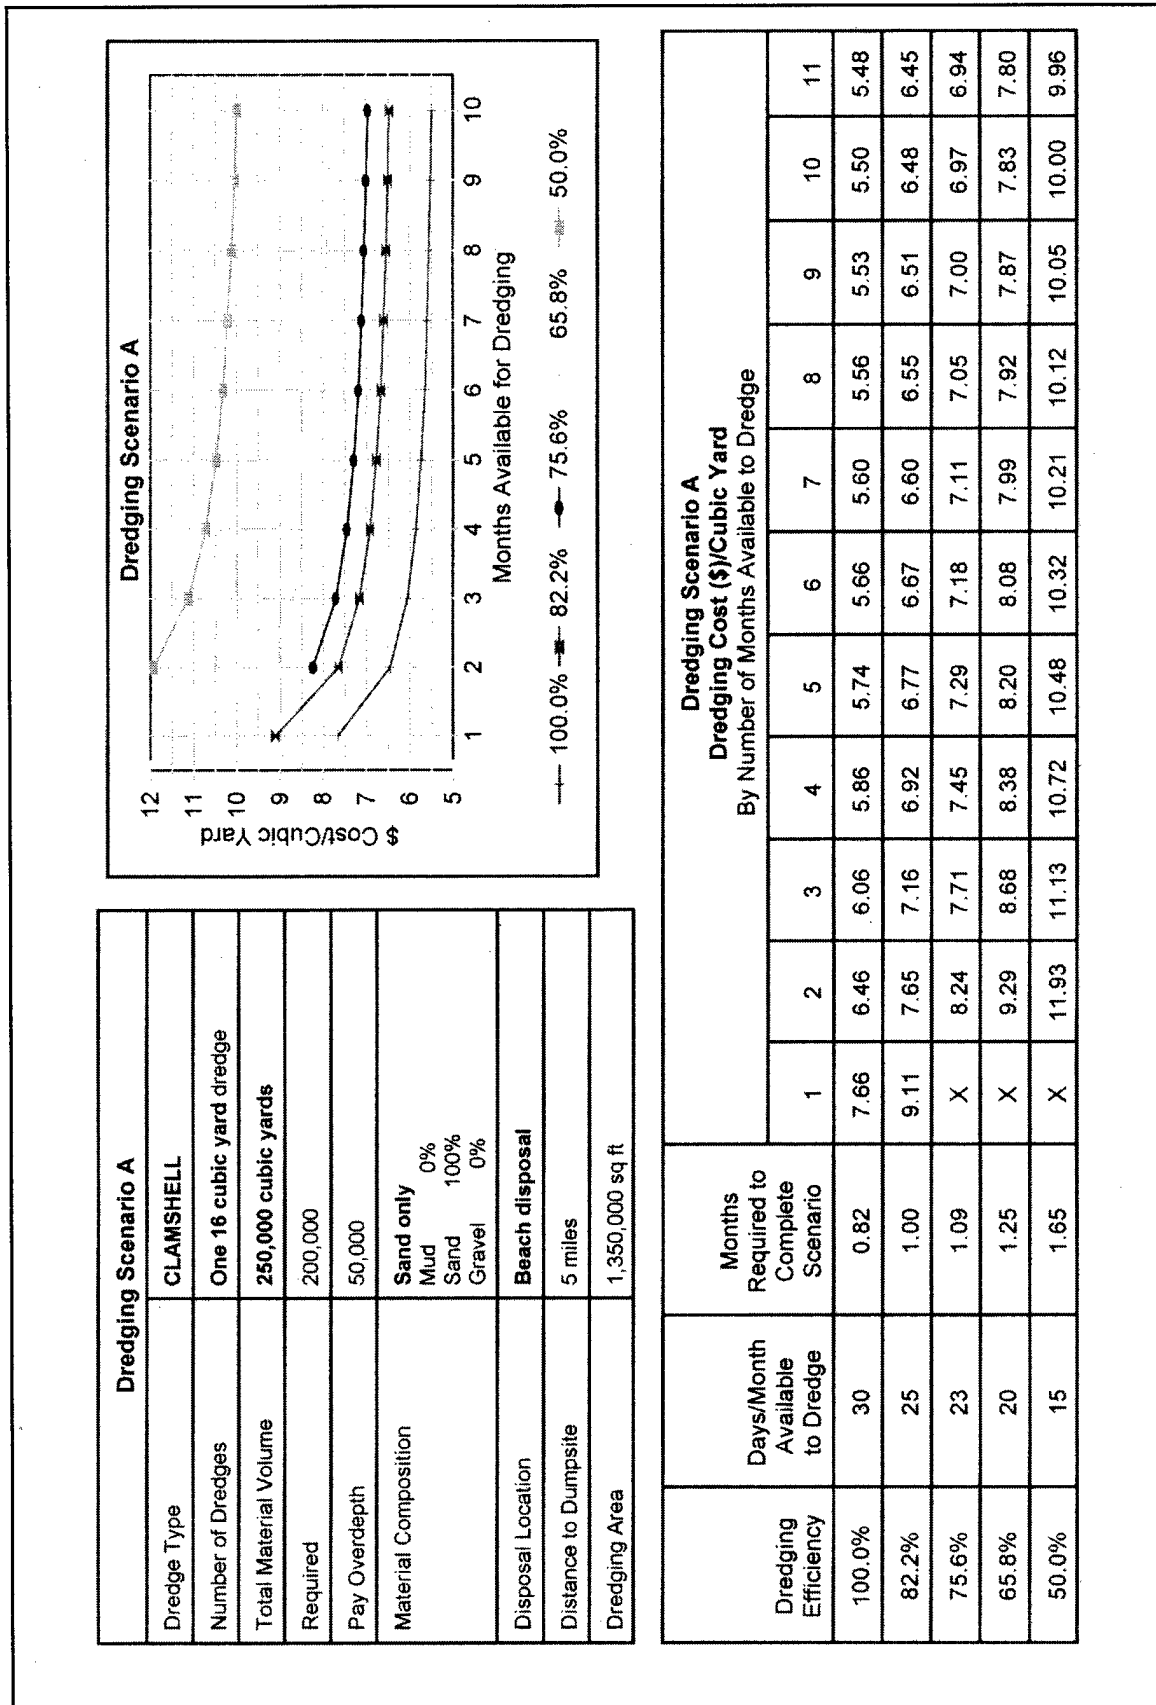 Dredging Scenario A
Dredge Type CLAMSHELL
Number of Dredges One 16 cubic yard dredge
Total Material Volume 250,000 cubic yards
Required 200,000
Pay Overdepth 50,000
Material Composition Sand only
Mud 0%
Sand 100%
Gravel 0%
Disposal Location Beach disposal
Distance to Dumpsite 5 miles
Dredging Area 1,350,000 sq ft
Dredging Scenario A
$ Cost/Cubic Yard
12
11
10
9
8
7
6
5
1 2 3 4 5 6 7 8 9 10
Months Available for Dredging
100.0% 82.2% 75.6% 65.8% 50.0%
Dredging Scenario A
Dredging Cost ($)/Cubic Yard
By Number of Months Available to Dredge
Dredging Efficiency
Days/Month Available to Dredge
Months Required to Complete Scenario
1 2 3 4 5 6 7 8 9 10 11
100.0% 30 0.82 7.66 6.46 6.06 5.86 5.74 5.66 5.60 5.56 5.53 5.50 5.48
82.2% 25 1.00 9.11 7.65 7.16 6.92 6.77 6.67 6.60 6.55 6.51 6.48 6.45
75.6% 23 1.09 X 8.24 7.71 7.45 7.29 7.18 7.11 7.05 7.00 6.97 6.94
65.8% 20 1.25 X 9.29 8.68 8.38 8.20 8.08 7.99 7.92 7.87 7.83 7.80
50.0% 15 1.65 X 11.93 11.13 10.72 10.48 10.32 10.21 10.12 10.05 10.00 9.96